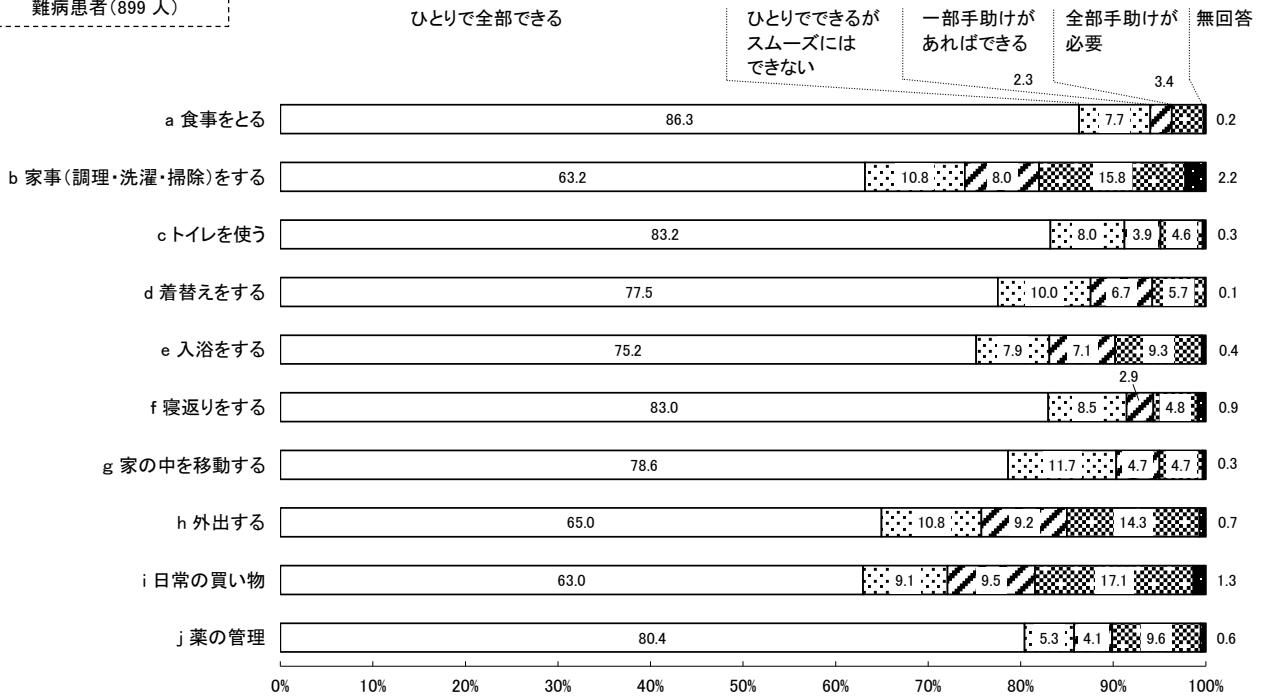 難病患者(899 人)
ひとりで全部できる
ひとりでできるが
スムーズには
できない
一部手助けが
あればできる
全部手助けが
必要
無回答
2.3
3.4
a 食事をとる 86.3 7.7 0.2
b 家事(調理・洗濯・掃除)をする 63.2 10.8 8.0 15.8 2.2
c トイレを使う 83.2 8.0 3.9 4.6 0.3
d 着替えをする 77.5 10.0 6.7 5.7 0.1
e 入浴をする 75.2 7.9 7.1 9.3 0.4
2.9
f 寝返りをする 83.0 8.5 4.8 0.9
g 家の中を移動する 78.6 11.7 4.7 4.7 0.3
h 外出する 65.0 10.8 9.2 14.3 0.7
i 日常の買い物 63.0 9.1 9.5 17.1 1.3
j 薬の管理 80.4 5.3 4.1 9.6 0.6
0% 10% 20% 30% 40% 50% 60% 70% 80% 90% 100%